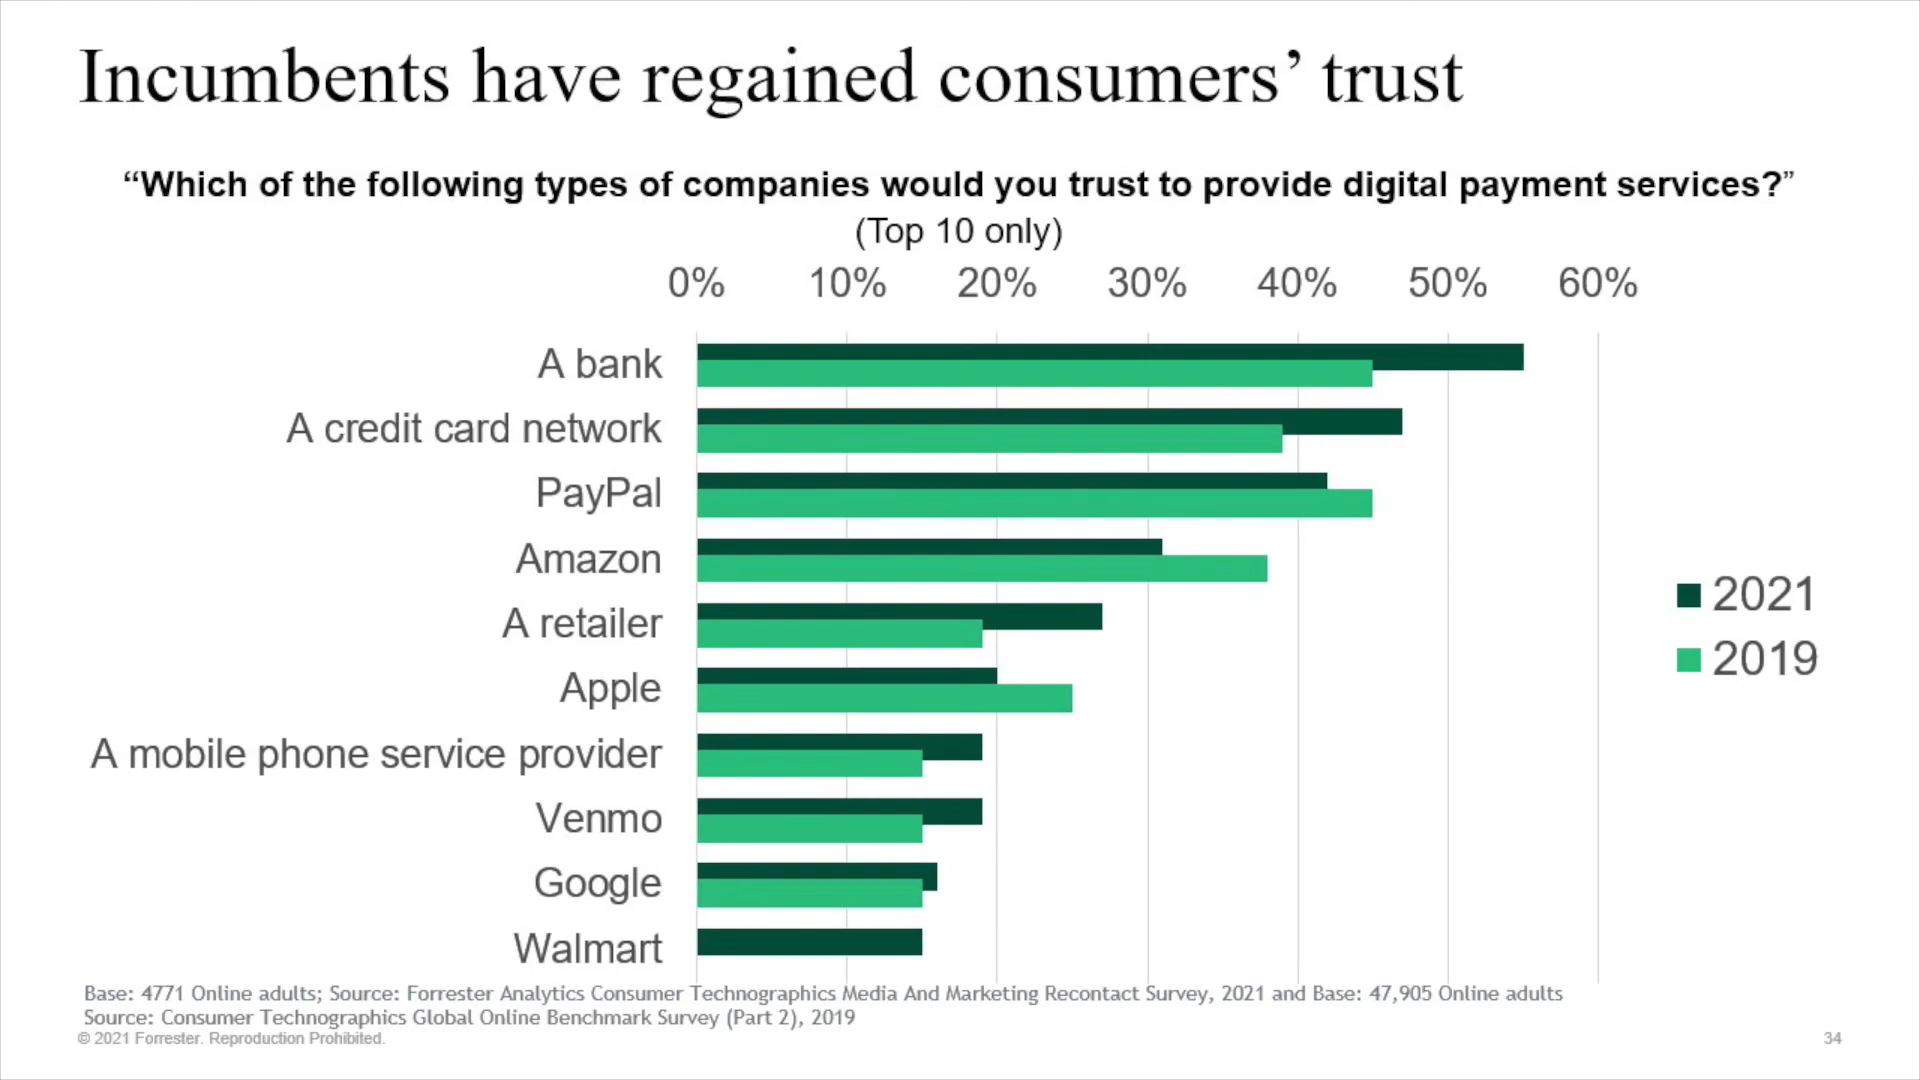 Incumbents have regained consumers’ trust
“Which of the following types of companies would you trust to provide digital payment services?”
(Top 10 only)
0% 10% 20% 30% 40% 50% 60%
A bank
A credit card network
PayPal
Amazon
A retailer
Apple
A mobile phone service provider
Venmo
Google
Walmart
2021
2019
Base: 4771 Online adults; Source: Forrester Analytics Consumer Technographics Media And Marketing Recontact Survey, 2021 and Base: 47,905 Online adults
Source: Consumer Technographics Global Online Benchmark Survey (Part 2), 2019
© 2021 Forrester. Reproduction Prohibited.
34